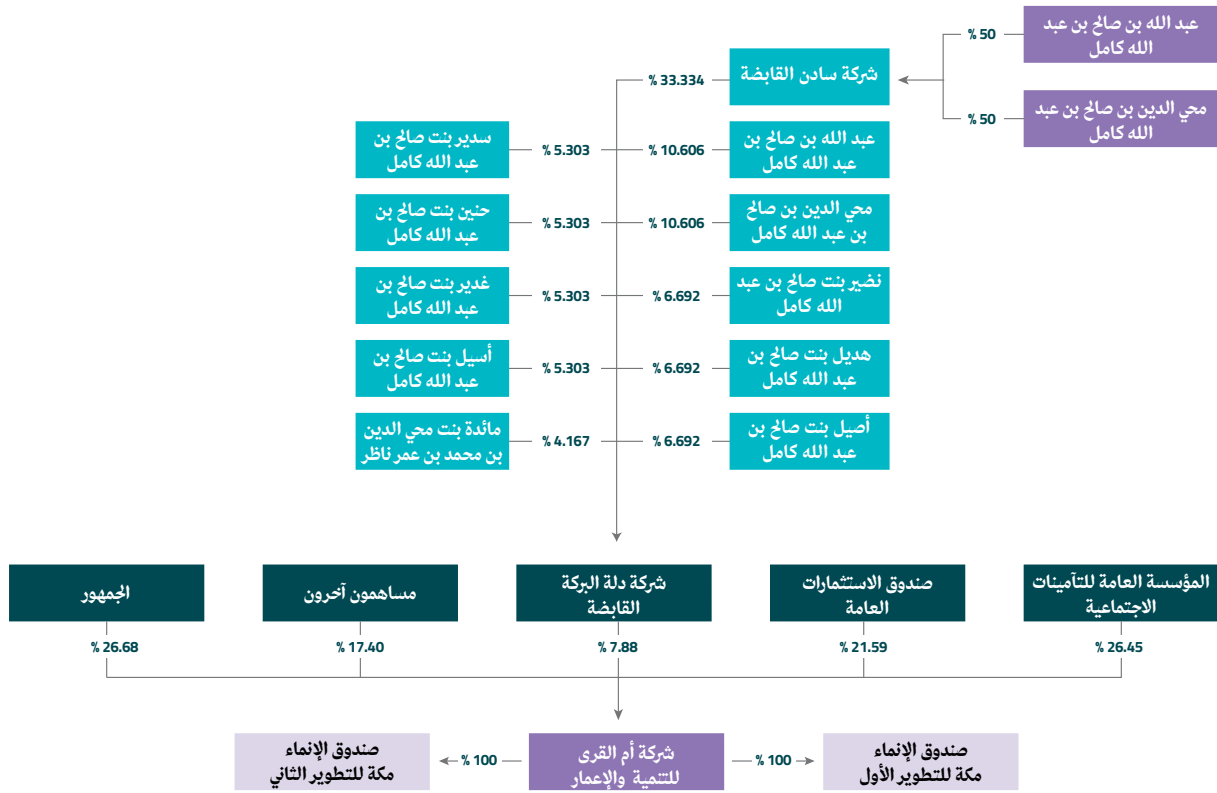 عبد الله بن صالح بن عبد
الله كامل
% 50
محي الدين بن صالح بن عبد
الله كامل
% 50
شركة سادن القابضة
% 33.334
عبد الله بن صالح بن
عبد الله كامل
% 10.606
سدير بنت صالح بن
عبد الله كامل
% 5.303
محي الدين بن صالح
بن عبد الله كامل
% 10.606
حنين بنت صالح بن
عبد الله كامل
% 5.303
نضير بنت صالح بن عبد
الله كامل
% 6.692
غدير بنت صالح بن
عبد الله كامل
% 5.303
هديل بنت صالح بن
عبد الله كامل
% 6.692
أسيل بنت صالح بن
عبد الله كامل
% 5.303
أصيل بنت صالح بن
عبد الله كامل
% 6.692
مائدة بنت محي الدين
بن محمد بن عمر ناظر
% 4.167
المؤسسة العامة للتآمينات
الاجتماعية
% 26.45
صندوق الاستثمارات
العامة
% 21.59
شركة دلة البركة
القابضة
% 7.88
مساهمون آخرون
% 17.40
الجمهور
% 26.68
صندوق الإنماء
مكة للتطوير الأول
% 100
شركة أم القرى
للتنمية والإعمار
% 100
صندوق الإنماء
مكة للتطوير الثاني